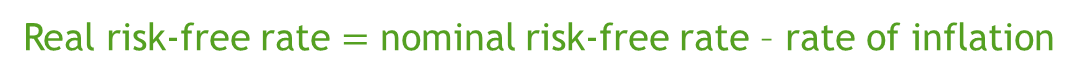 Real risk-free rate = nominal risk-free rate – rate of inflation